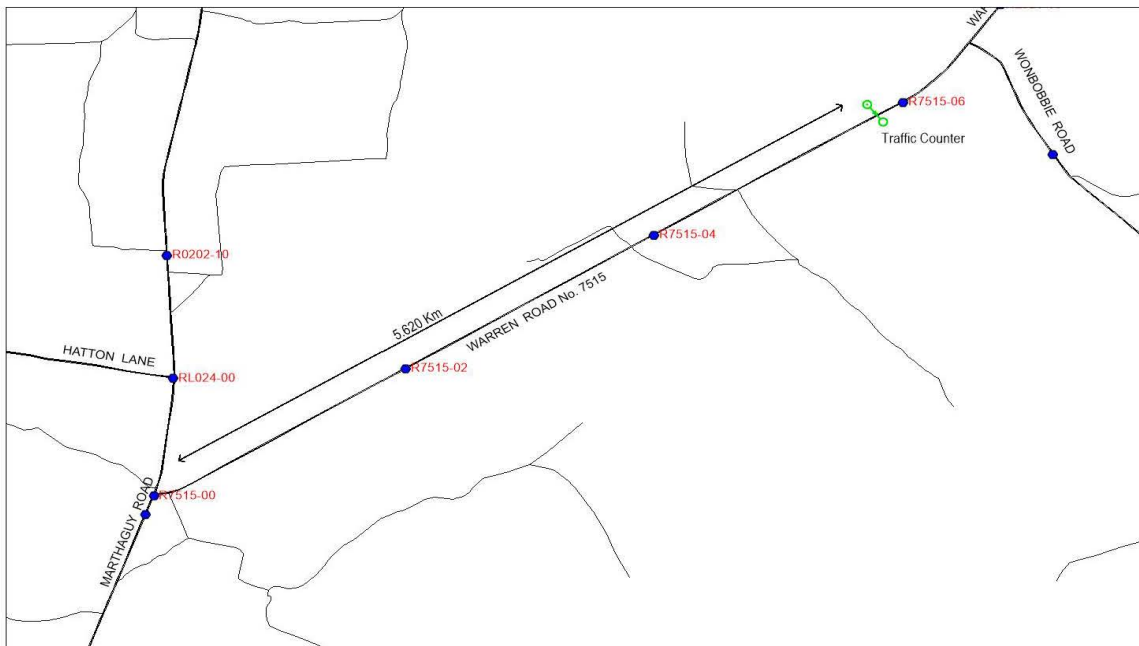 WAR
R7515-06
WONBOBBIE ROAD
Traffic Counter
R7515-04
R0202-10
5.620 Km
WARREN ROAD No. 7515
HATTON LANE
R7515-02
RL024-00
R7515-00
MARTHAGUY ROAD